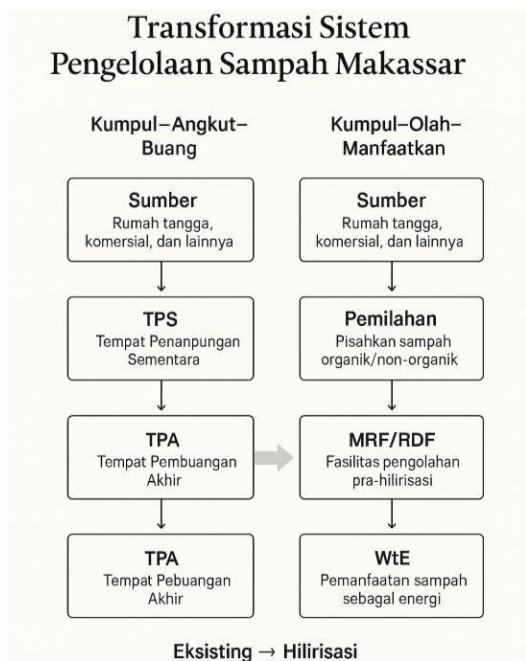 Transformasi Sistem
Pengelolaan Sampah Makassar
Kumpul–Angkut–
Buang
Sumber
Rumah tangga,
komersial, dan lainnya
TPS
Tempat Penanpungan
Sementara
TPA
Tempat Pembuangan
Akhir
TPA
Tempat Pebuangan
Akhir
Kumpul–Olah–
Manfaatkan
Sumber
Rumah tangga,
komersial, dan lainnya
Pemilahan
Pisahkan sampah
organik/non-organik
MRF/RDF
Fasilitas pengolahan
pra-hilirisasi
WtE
Pemanfaatan sampah
sebagai energi
Eksisting → Hilirisasi